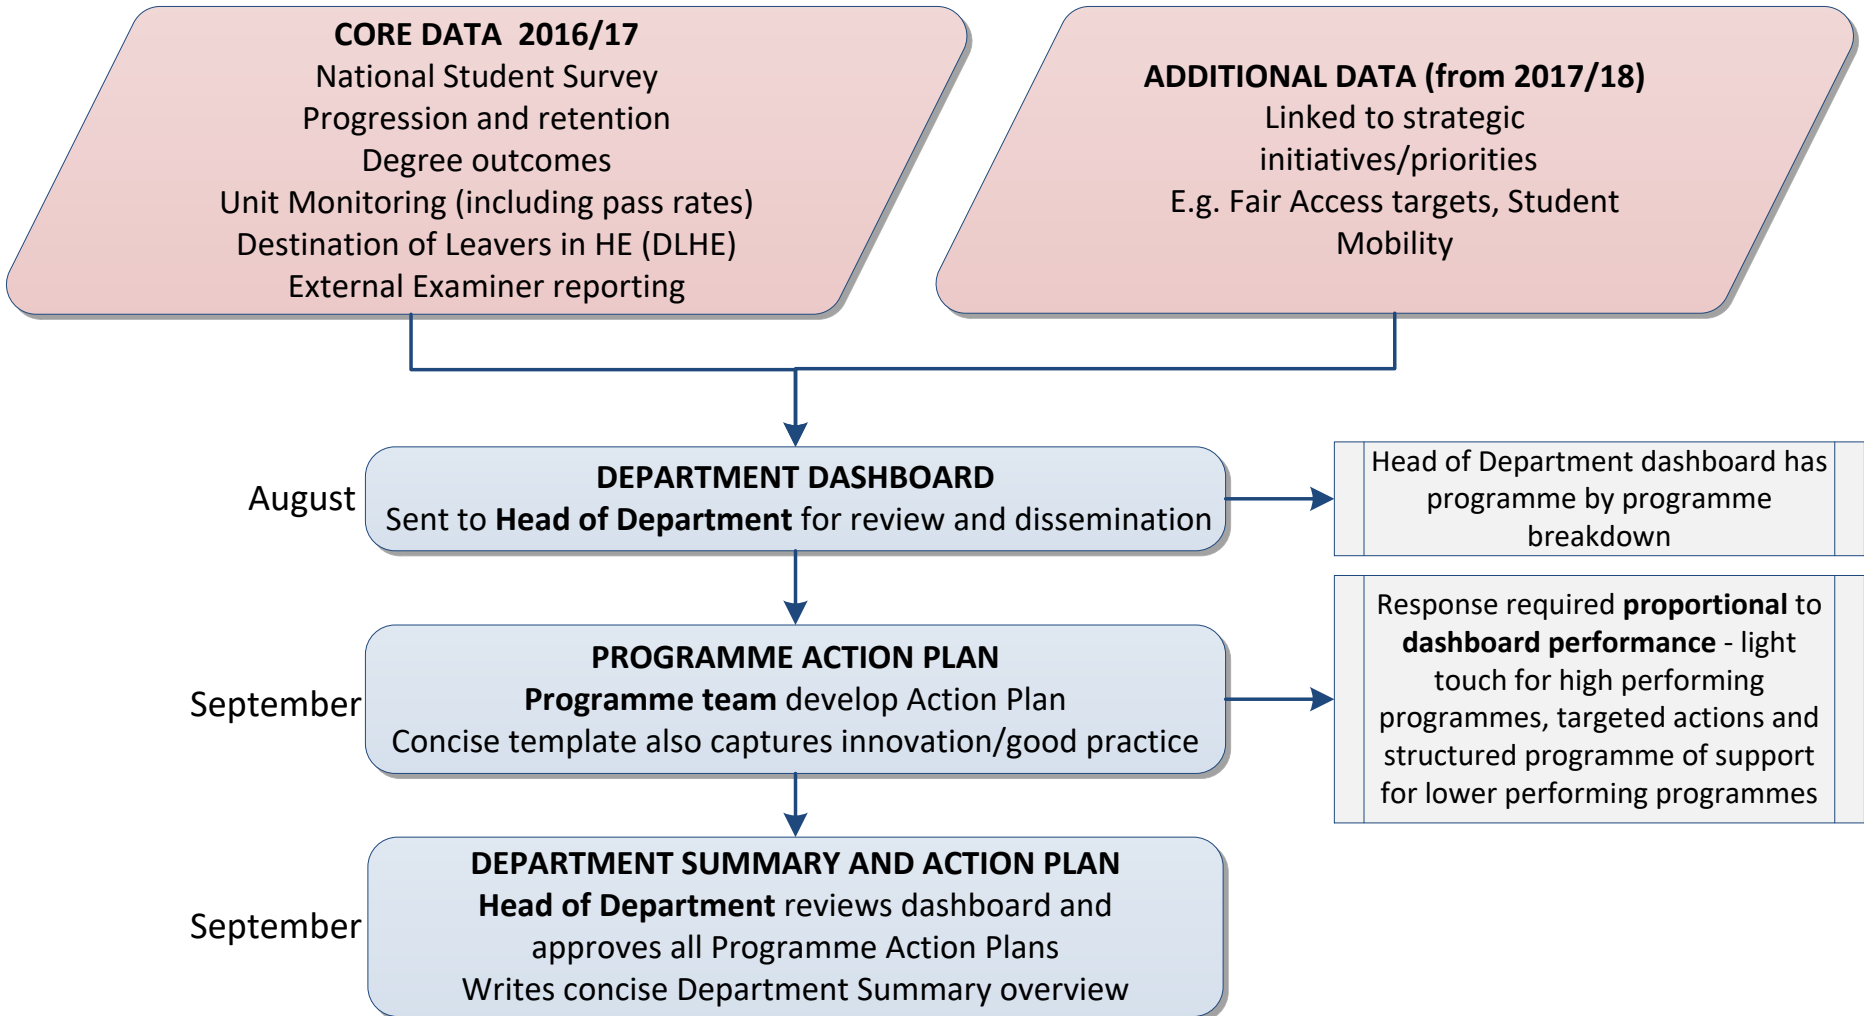 CORE DATA 2016/17
National Student Survey
Progression and retention
Degree outcomes
Unit Monitoring (including pass rates)
Destination of Leavers in HE (DLHE)
External Examiner reporting
ADDITIONAL DATA (from 2017/18)
Linked to strategic
initiatives/priorities
E.g. Fair Access targets, Student
Mobility
August
DEPARTMENT DASHBOARD
Sent to Head of Department for review and dissemination
Head of Department dashboard has
programme by programme
breakdown
September
PROGRAMME ACTION PLAN
Programme team develop Action Plan
Concise template also captures innovation/good practice
Response required proportional to
dashboard performance - light
touch for high performing
programmes, targeted actions and
structured programme of support
for lower performing programmes
September
DEPARTMENT SUMMARY AND ACTION PLAN
Head of Department reviews dashboard and
approves all Programme Action Plans
Writes concise Department Summary overview